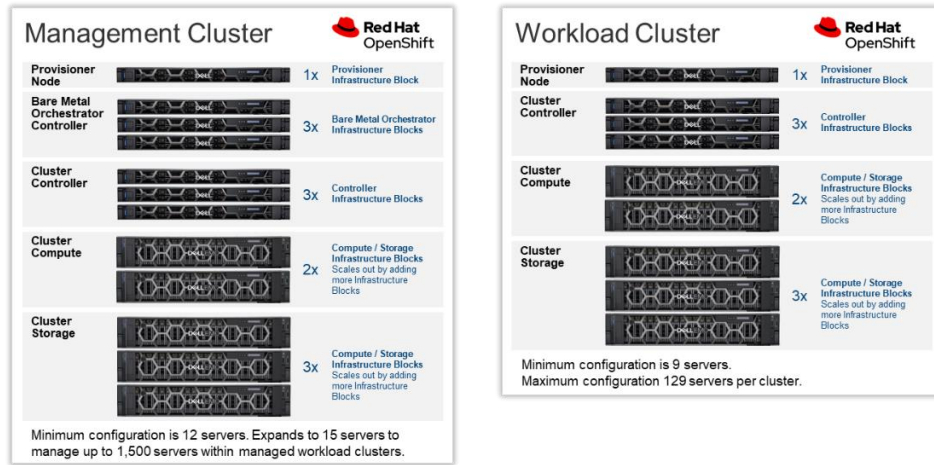 Management Cluster
Red Hat
OpenShift
Provisioner
Node
1x
Provisioner
Infrastructure Block
Bare Metal
Orchestrator
Controller
3x
Bare Metal Orchestrator
Infrastructure Blocks
Cluster
Controller
3x
Controller
Infrastructure Blocks
Cluster
Compute
2x
Compute / Storage
Infrastructure Blocks
Scales out by adding
more Infrastructure
Blocks
Cluster
Storage
3x
Compute / Storage
Infrastructure Blocks
Scales out by adding
more Infrastructure
Blocks
Minimum configuration is 12 servers. Expands to 15 servers to
manage up to 1,500 servers within managed workload clusters.
Workload Cluster
Red Hat
OpenShift
Provisioner
Node
1x
Provisioner
Infrastructure Block
Cluster
Controller
3x
Controller
Infrastructure Blocks
Cluster
Compute
2x
Compute / Storage
Infrastructure Blocks
Scales out by adding
more Infrastructure
Blocks
Cluster
Storage
3x
Compute / Storage
Infrastructure Blocks
Scales out by adding
more Infrastructure
Blocks
Minimum configuration is 9 servers.
Maximum configuration 129 servers per cluster.